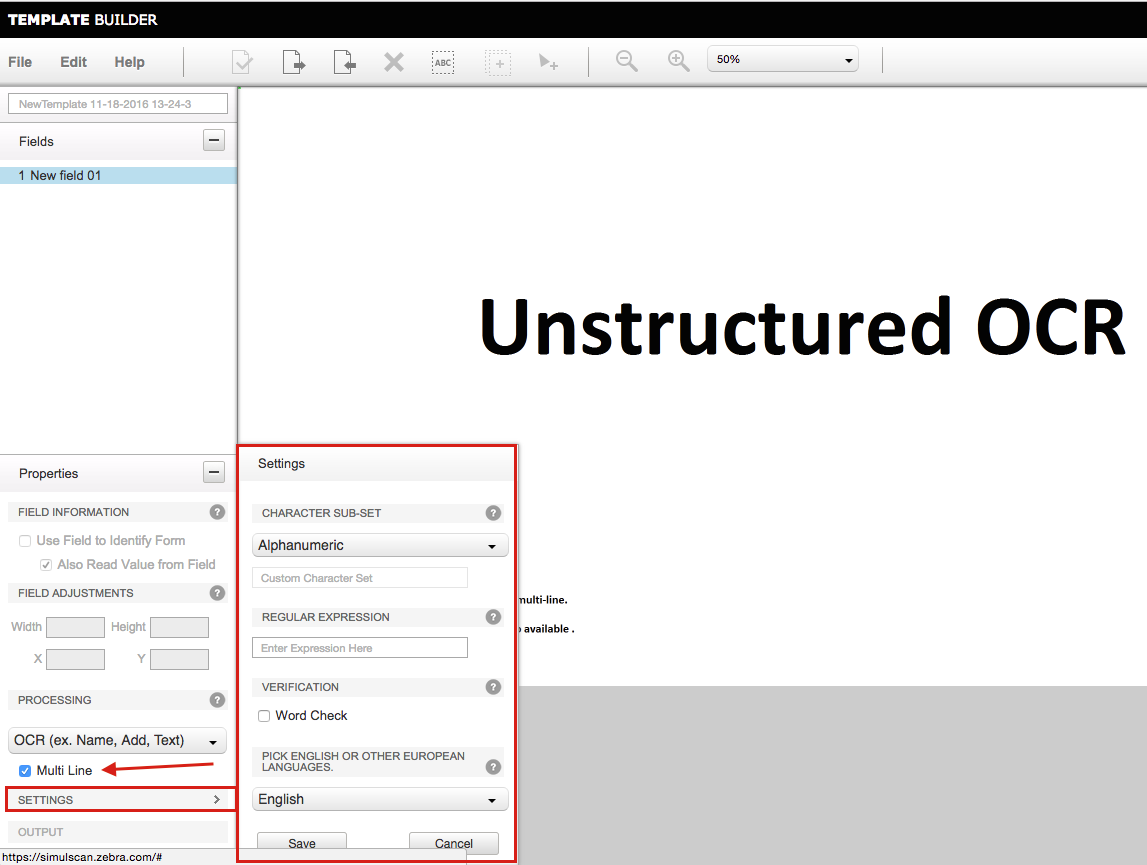 TEMPLATE BUILDER
File Edit Help ABC 50%
NewTemplate 11-18-2016 13-24-3
Fields
1 New field 01
Unstructured OCR
multi-line.
available .
Properties
FIELD INFORMATION ?
Use Field to Identify Form
Also Read Value from Field
FIELD ADJUSTMENTS ?
Width Height
X Y
PROCESSING ?
OCR (ex. Name, Add, Text)
Multi Line
SETTINGS >
OUTPUT
https://simulscan.zebra.com/#
Settings
CHARACTER SUB-SET ?
Alphanumeric
Custom Character Set
REGULAR EXPRESSION ?
Enter Expression Here
VERIFICATION ?
Word Check
PICK ENGLISH OR OTHER EUROPEAN
LANGUAGES. ?
English
Save Cancel